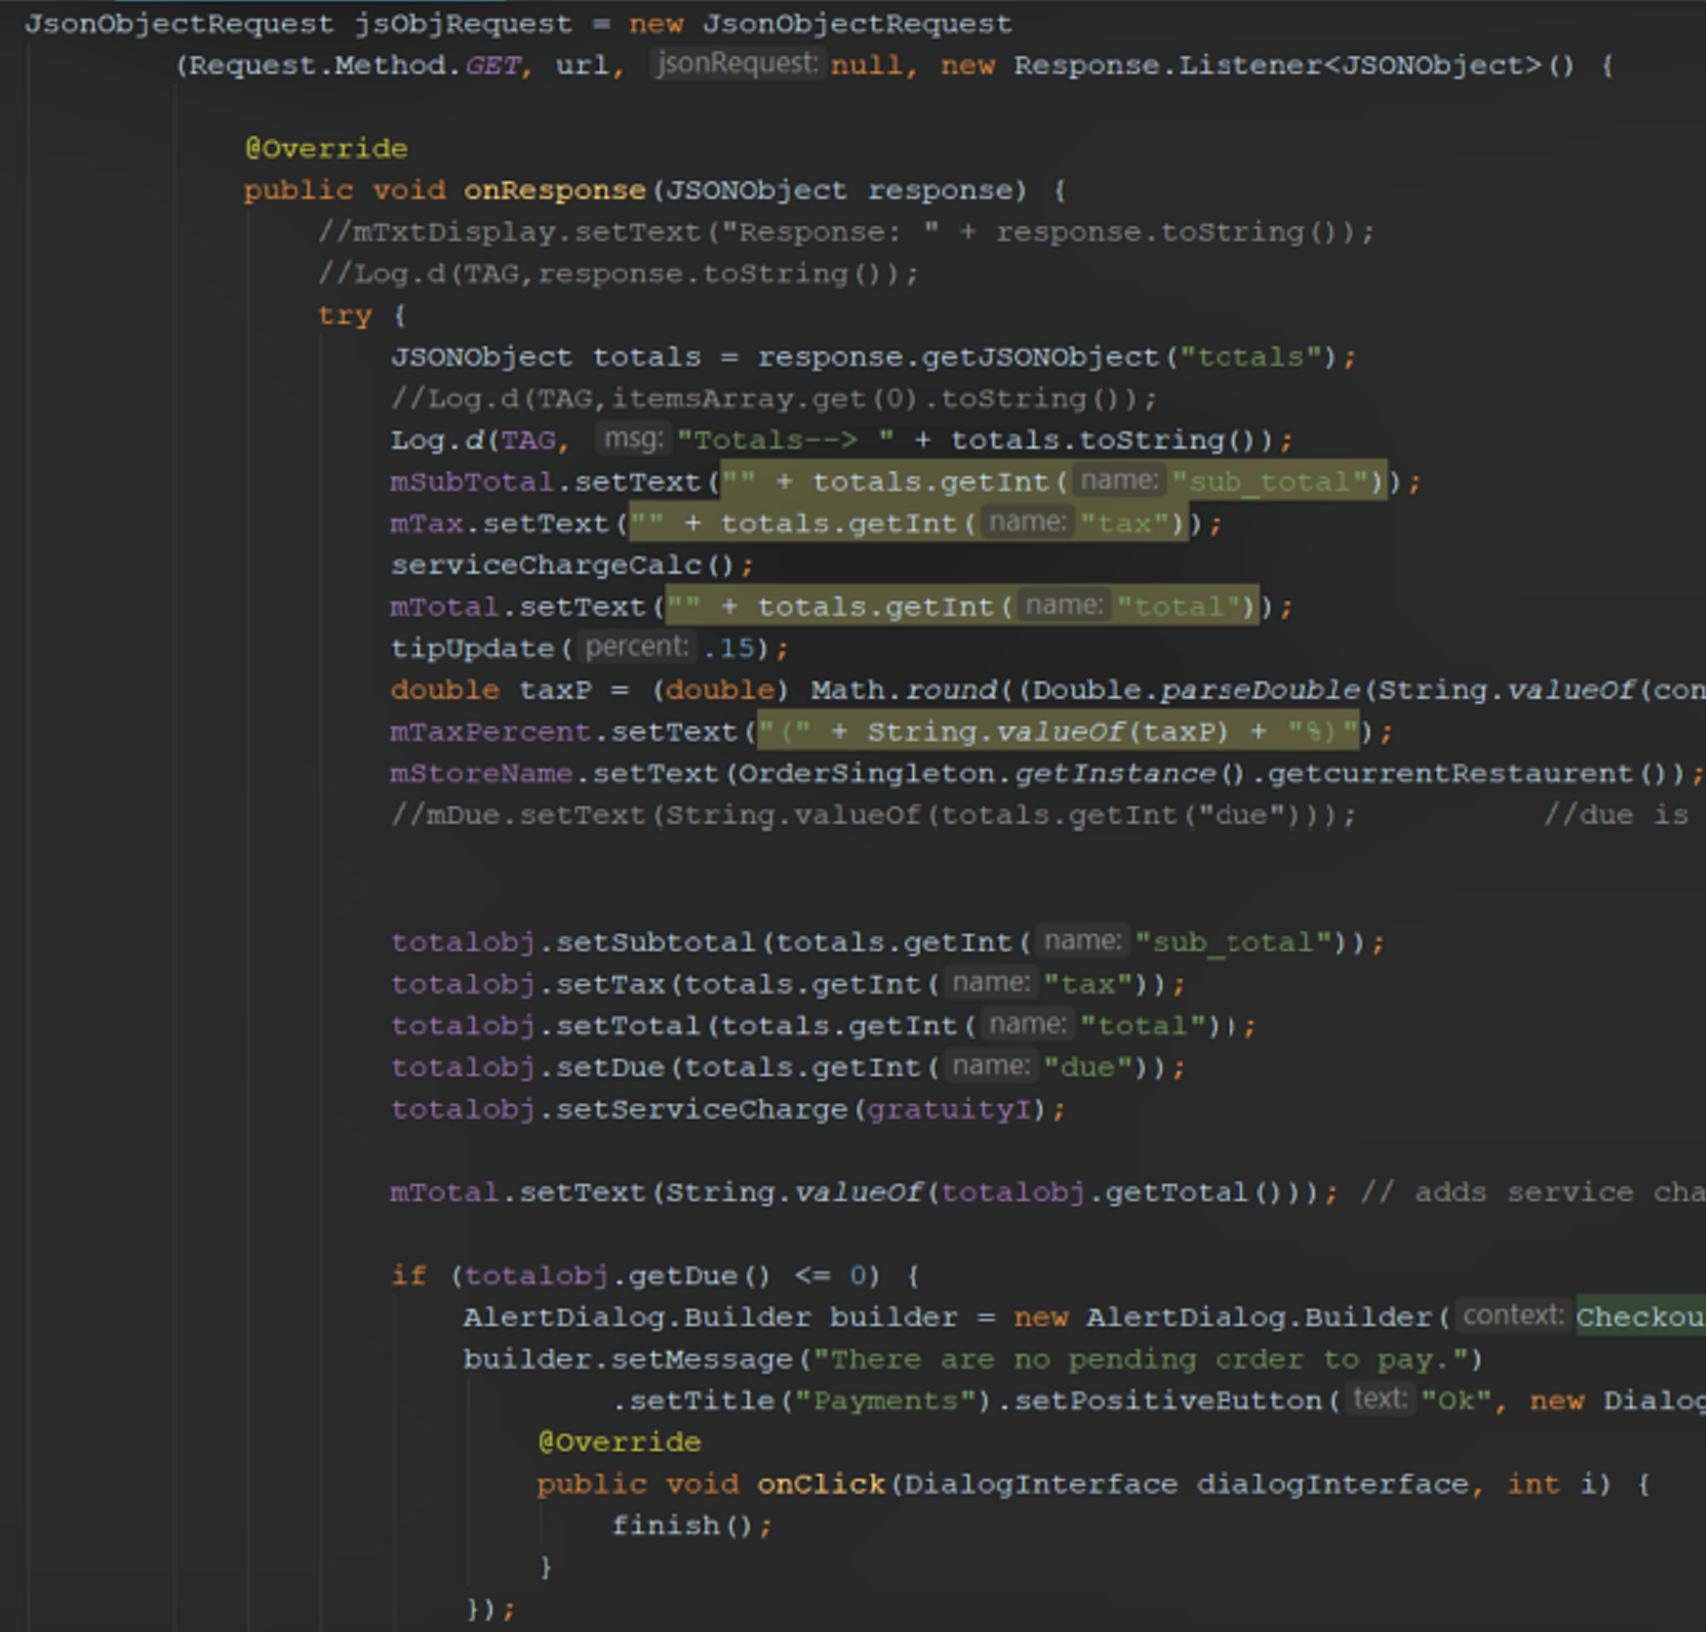 JsonObjectRequest jsObjRequest = new JsonObjectRequest
(Request.Method.GET, url, jsonRequest: null, new Response.Listener<JSONObject>() {
@Override
public void onResponse(JSONObject response) {
//mTxtDisplay.setText("Response: " + response.toString());
//Log.d(TAG,response.toString());
try {
JSONObject totals = response.getJSONObject("totals");
//Log.d(TAG,itemsArray.get(0).toString());
Log.d(TAG, msg: "Totals--> " + totals.toString());
mSubTotal.setText("" + totals.getInt( name: "sub_total"));
mTax.setText("" + totals.getInt( name: "tax"));
serviceChargeCalc();
mTotal.setText("" + totals.getInt( name: "total"));
tipUpdate( percent: .15);
double taxP = (double) Math.round((Double.parseDouble(String.valueOf(con
mTaxPercent.setText("(" + String.valueOf(taxP) + "%)");
mStoreName.setText(OrderSingleton.getInstance().getcurrentRestaurent());
//mDue.setText(String.valueOf(totals.getInt("due"))); //due is
totalobj.setSubtotal(totals.getInt( name: "sub_total"));
totalobj.setTax(totals.getInt( name: "tax"));
totalobj.setTotal(totals.getInt( name: "total"));
totalobj.setDue(totals.getInt( name: "due"));
totalobj.setServiceCharge(gratuityI);
mTotal.setText(String.valueOf(totalobj.getTotal())); // adds service cha
if (totalobj.getDue() <= 0) {
AlertDialog.Builder builder = new AlertDialog.Builder( context: Checkou
builder.setMessage("There are no pending order to pay.")
.setTitle("Payments").setPositiveButton( text: "Ok", new Dialog
@Override
public void onClick(DialogInterface dialogInterface, int i) {
finish();
}
});